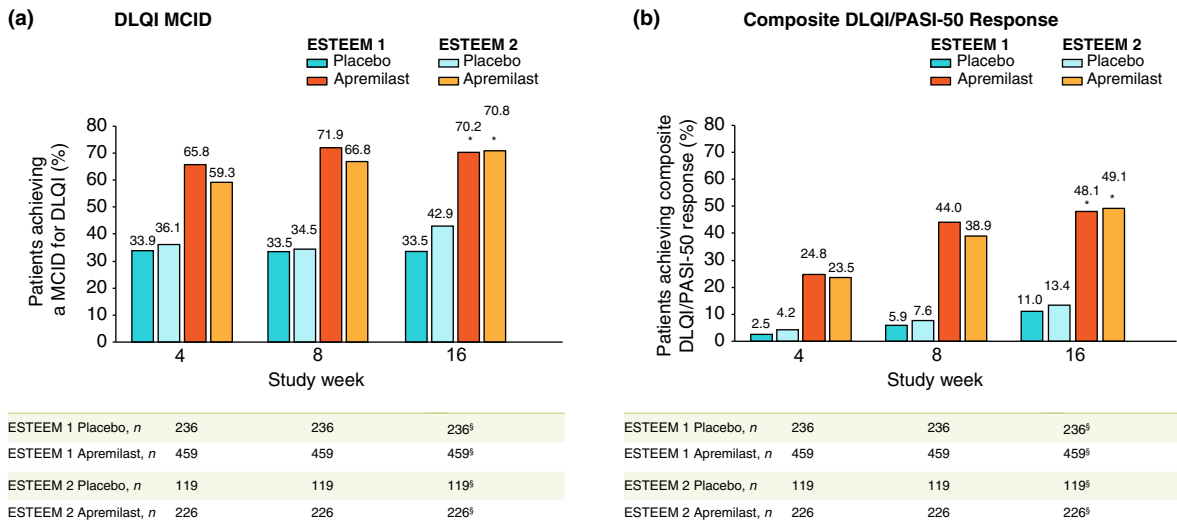 (a) DLQI MCID
ESTEEM 1 ESTEEM 2
Placebo Placebo
Apremilast Apremilast
Patients achieving
a MCID for DLQI (%)
80
70
60
50
40
30
20
10
0
33.9 36.1 65.8 59.3
33.5 34.5 71.9 66.8
33.5 42.9 70.2 70.8
* *
4 8 16
Study week
ESTEEM 1 Placebo, n 236 236 236§
ESTEEM 1 Apremilast, n 459 459 459§
ESTEEM 2 Placebo, n 119 119 119§
ESTEEM 2 Apremilast, n 226 226 226§
(b) Composite DLQI/PASI-50 Response
ESTEEM 1 ESTEEM 2
Placebo Placebo
Apremilast Apremilast
Patients achieving composite
DLQI/PASI-50 response (%)
80
70
60
50
40
30
20
10
0
2.5 4.2 24.8 23.5
5.9 7.6 44.0 38.9
11.0 13.4 48.1 49.1
* *
4 8 16
Study week
ESTEEM 1 Placebo, n 236 236 236§
ESTEEM 1 Apremilast, n 459 459 459§
ESTEEM 2 Placebo, n 119 119 119§
ESTEEM 2 Apremilast, n 226 226 226§